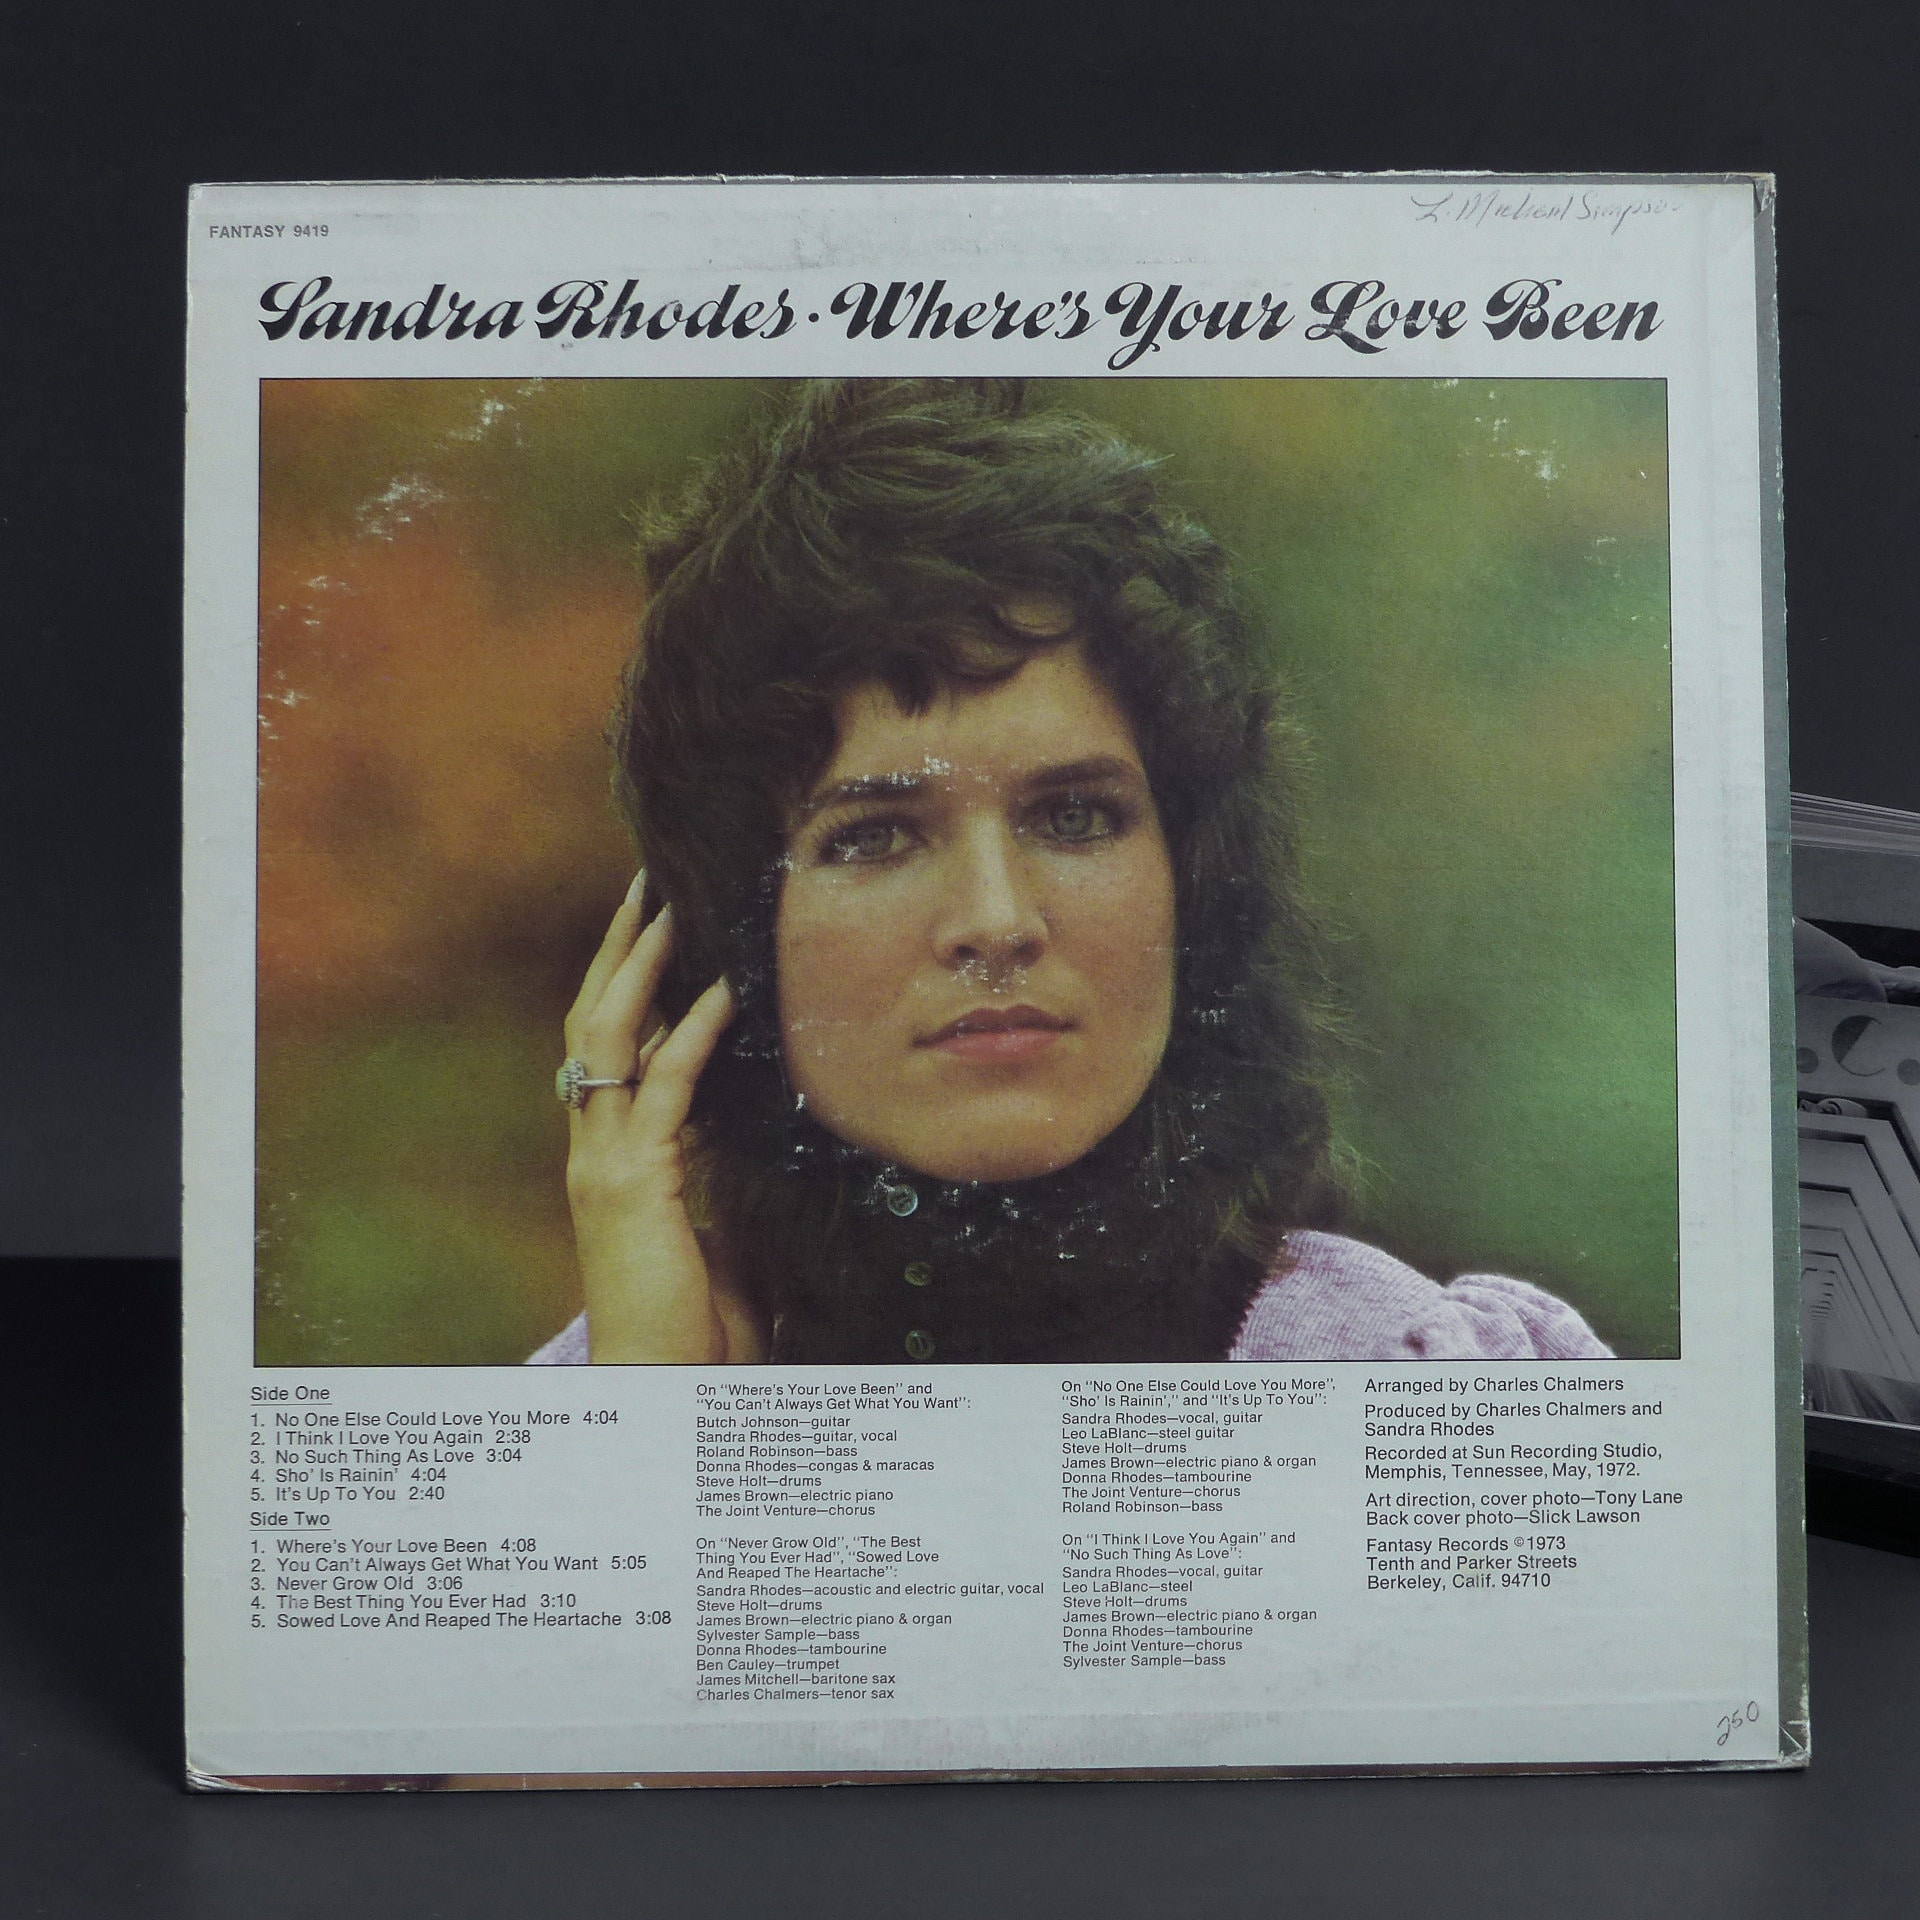 FANTASY 9419
L. Michael Simpson
Sandra Rhodes · Where's Your Love Been
Side One
1. No One Else Could Love You More 4:04
2. I Think I Love You Again 2:38
3. No Such Thing As Love 3:04
4. Sho' Is Rainin' 4:04
5. It's Up To You 2:40
Side Two
1. Where's Your Love Been 4:08
2. You Can't Always Get What You Want 5:05
3. Never Grow Old 3:06
4. The Best Thing You Ever Had 3:10
5. Sowed Love And Reaped The Heartache 3:08
On "Where's Your Love Been" and
"You Can't Always Get What You Want":
Butch Johnson—guitar
Sandra Rhodes—guitar, vocal
Roland Robinson—bass
Donna Rhodes—congas & maracas
Steve Holt—drums
James Brown—electric piano
The Joint Venture—chorus
On "Never Grow Old", "The Best
Thing You Ever Had", "Sowed Love
And Reaped The Heartache":
Sandra Rhodes—acoustic and electric guitar, vocal
Steve Holt—drums
James Brown—electric piano & organ
Sylvester Sample—bass
Donna Rhodes—tambourine
Ben Cauley—trumpet
James Mitchell—baritone sax
Charles Chalmers—tenor sax
On "No One Else Could Love You More",
"Sho' Is Rainin'," and "It's Up To You":
Sandra Rhodes—vocal, guitar
Leo LaBlanc—steel guitar
Steve Holt—drums
James Brown—electric piano & organ
Donna Rhodes—tambourine
The Joint Venture—chorus
Roland Robinson—bass
On "I Think I Love You Again" and
"No Such Thing As Love":
Sandra Rhodes—vocal, guitar
Leo LaBlanc—steel
Steve Holt—drums
James Brown—electric piano & organ
Donna Rhodes—tambourine
The Joint Venture—chorus
Sylvester Sample—bass
Arranged by Charles Chalmers
Produced by Charles Chalmers and
Sandra Rhodes
Recorded at Sun Recording Studio,
Memphis, Tennessee, May, 1972.
Art direction, cover photo—Tony Lane
Back cover photo—Slick Lawson
Fantasy Records ©1973
Tenth and Parker Streets
Berkeley, Calif. 94710
250